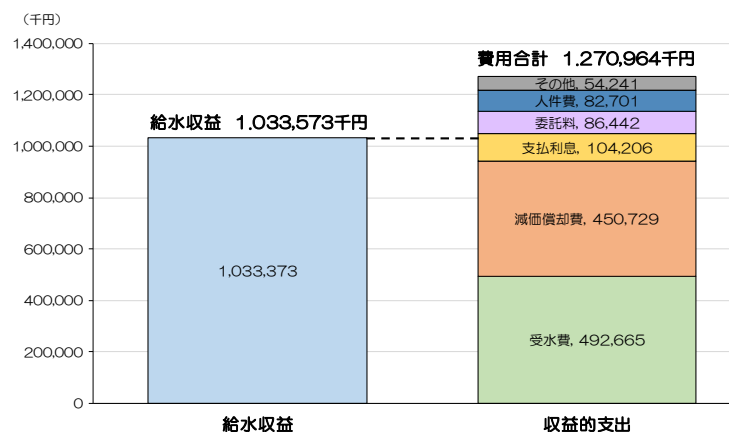 （千円）
1,400,000
1,200,000
1,000,000
800,000
600,000
400,000
200,000
0
給水収益 1.033,573千円
1,033,373
費用合計 1.270,964千円
その他, 54,241
人件費, 82,701
委託料, 86,442
支払利息, 104,206
減価償却費, 450,729
受水費, 492,665
給水収益
収益的支出